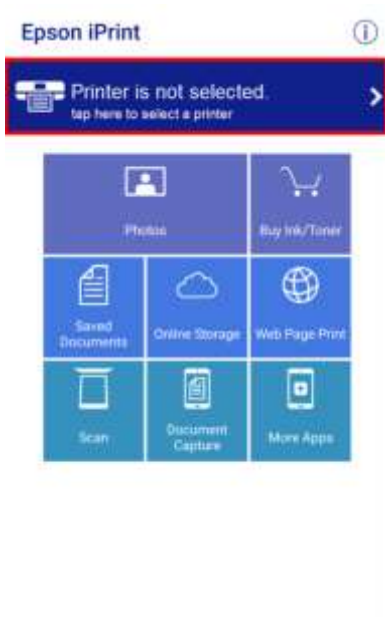 Epson iPrint
Printer is not selected.
tap here to select a printer
Photos
Buy Ink/Toner
Saved
Documents
Online Storage
Web Page Print
Scan
Document
Capture
More Apps